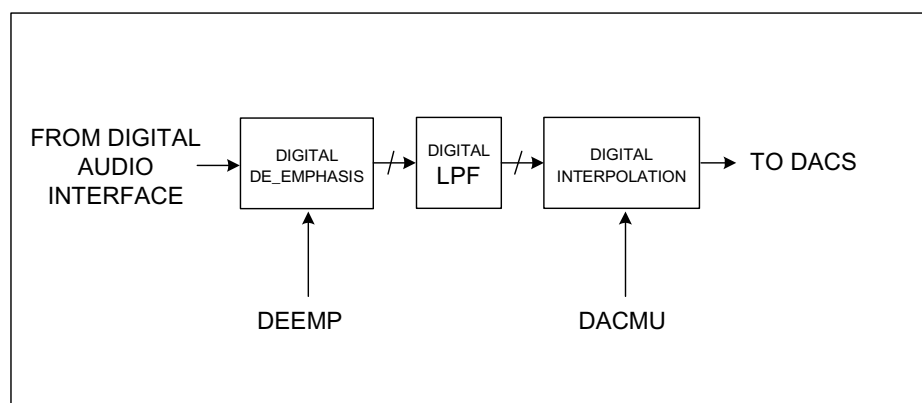 FROM DIGITAL
AUDIO
INTERFACE
DIGITAL
DE_EMPHASIS
DIGITAL
LPF
DIGITAL
INTERPOLATION
TO DACS
DEEMP
DACMU